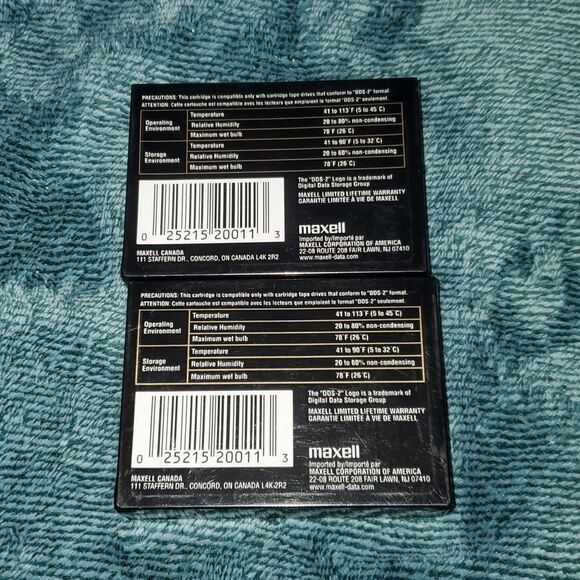 PRECAUTIONS: This cartridge is compatible only with cartridge tape drives that conform to "DDS-2" format.
ATTENTION: Cette cartouche est compatible avec les lecteurs que emploient le format "DDS-2" seulement.
Operating Environment
Temperature 41 to 113°F (5 to 45°C)
Relative Humidity 20 to 80% non-condensing
Maximum wet bulb 78°F (26°C)
Storage Environment
Temperature 41 to 90°F (5 to 32°C)
Relative Humidity 20 to 60% non-condensing
Maximum wet bulb 78°F (26°C)
The "DDS-2" Logo is a trademark of
Digital Data Storage Group
MAXELL LIMITED LIFETIME WARRANTY
GARANTIE LIMITÉE À VIE DE MAXELL
0 25215 20011 3
MAXELL CANADA
111 STAFFERN DR., CONCORD, ON CANADA L4K 2R2
maxell
Imported by/Importé par
MAXELL CORPORATION OF AMERICA
22-08 ROUTE 208 FAIR LAWN, NJ 07410
www.maxell-data.com
PRECAUTIONS: This cartridge is compatible only with cartridge tape drives that conform to "DDS-2" format.
ATTENTION: Cette cartouche est compatible avec les lecteurs que emploient le format "DDS-2" seulement.
Operating Environment
Temperature 41 to 113°F (5 to 45°C)
Relative Humidity 20 to 80% non-condensing
Maximum wet bulb 78°F (26°C)
Storage Environment
Temperature 41 to 90°F (5 to 32°C)
Relative Humidity 20 to 60% non-condensing
Maximum wet bulb 78°F (26°C)
The "DDS-2" Logo is a trademark of
Digital Data Storage Group
MAXELL LIMITED LIFETIME WARRANTY
GARANTIE LIMITÉE À VIE DE MAXELL
0 25215 20011 3
MAXELL CANADA
111 STAFFERN DR., CONCORD, ON CANADA L4K-2R2
maxell
Imported by/Importé par
MAXELL CORPORATION OF AMERICA
22-08 ROUTE 208 FAIR LAWN, NJ 07410
www.maxell-data.com